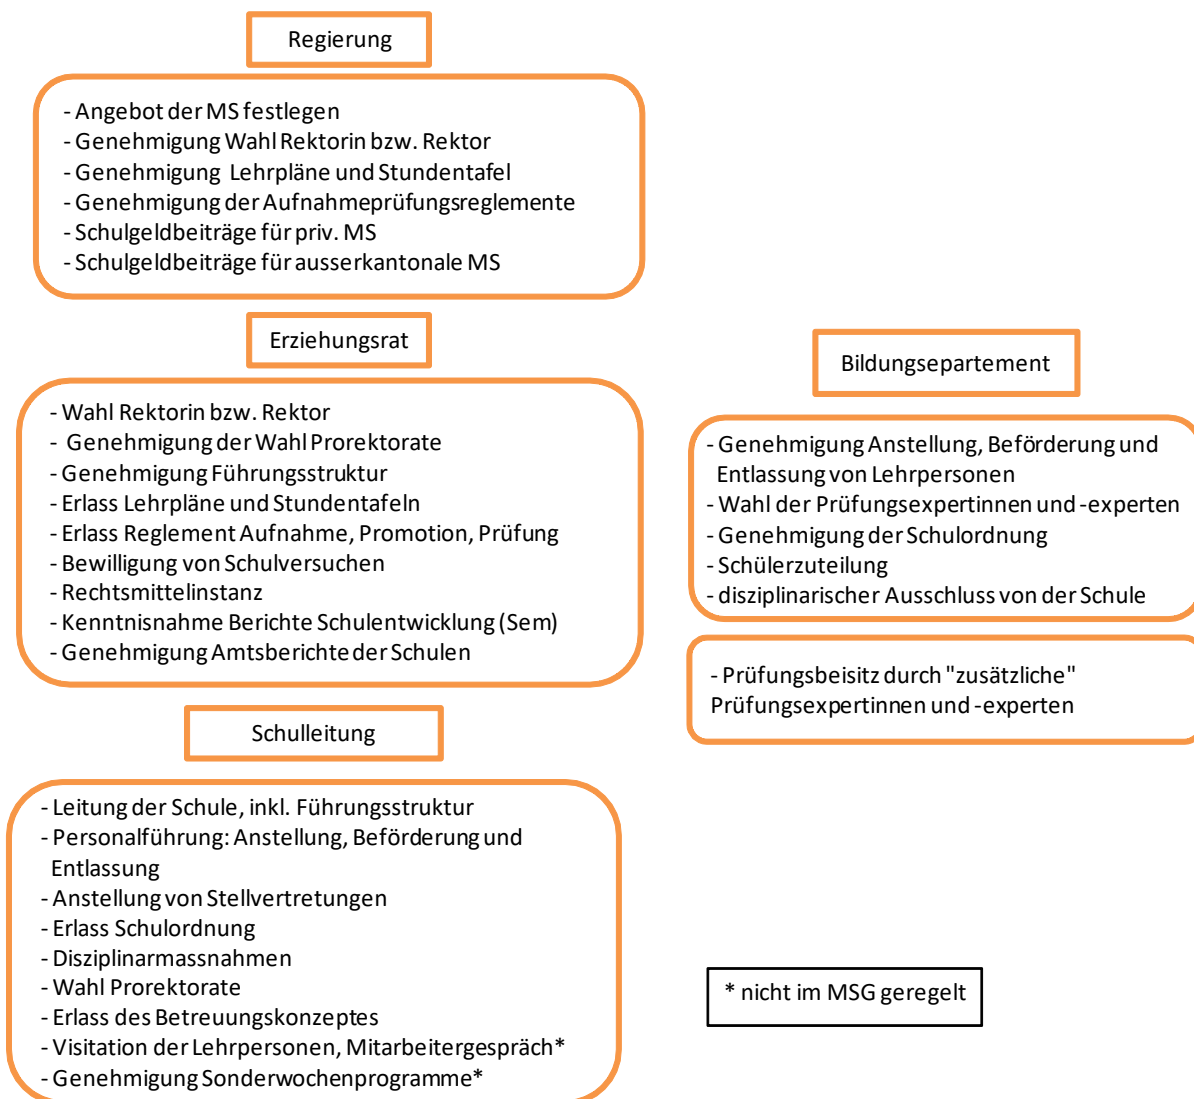 Regierung
- Angebot der MS festlegen
- Genehmigung Wahl Rektorin bzw. Rektor
- Genehmigung Lehrpläne und Stundentafel
- Genehmigung der Aufnahmeprüfungsreglemente
- Schulgeldbeiträge für priv. MS
- Schulgeldbeiträge für ausserkantonale MS
Erziehungsrat
- Wahl Rektorin bzw. Rektor
- Genehmigung der Wahl Prorektorate
- Genehmigung Führungsstruktur
- Erlass Lehrpläne und Stundentafeln
- Erlass Reglement Aufnahme, Promotion, Prüfung
- Bewilligung von Schulversuchen
- Rechtsmittelinstanz
- Kenntnisnahme Berichte Schulentwicklung (Sem)
- Genehmigung Amtsberichte der Schulen
Bildungsepartement
- Genehmigung Anstellung, Beförderung und
Entlassung von Lehrpersonen
- Wahl der Prüfungsexpertinnen und -experten
- Genehmigung der Schulordnung
- Schülerzuteilung
- disziplinarischer Ausschluss von der Schule
- Prüfungsbeisitz durch "zusätzliche"
Prüfungsexpertinnen und -experten
Schulleitung
- Leitung der Schule, inkl. Führungsstruktur
- Personalführung: Anstellung, Beförderung und
Entlassung
- Anstellung von Stellvertretungen
- Erlass Schulordnung
- Disziplinarmassnahmen
- Wahl Prorektorate
- Erlass des Betreuungskonzeptes
- Visitation der Lehrpersonen, Mitarbeitergespräch*
- Genehmigung Sonderwochenprogramme*
* nicht im MSG geregelt